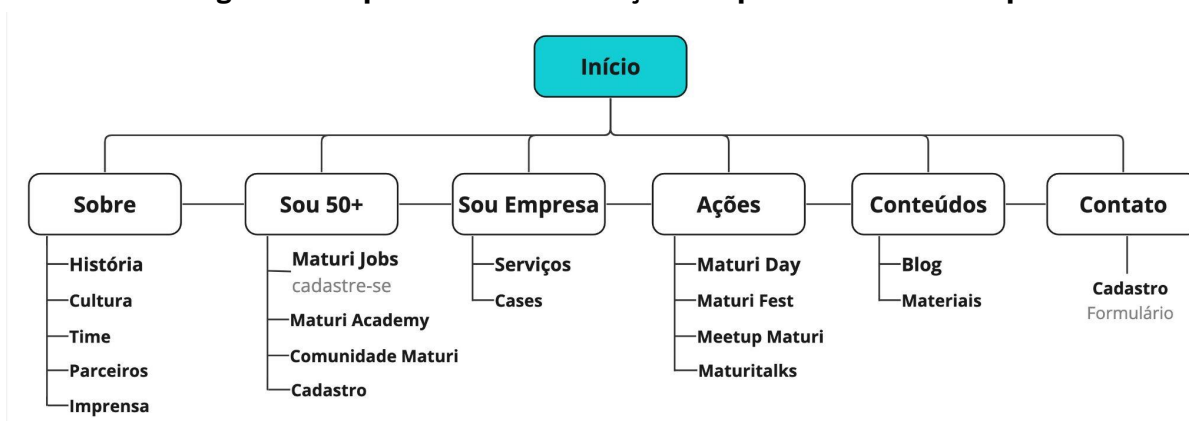 Início
Sobre
História
Cultura
Time
Parceiros
Imprensa
Sou 50+
Maturi Jobs
cadastre-se
Maturi Academy
Comunidade Maturi
Cadastro
Sou Empresa
Serviços
Cases
Ações
Maturi Day
Maturi Fest
Meetup Maturi
Maturitalks
Conteúdos
Blog
Materiais
Contato
Cadastro
Formulário